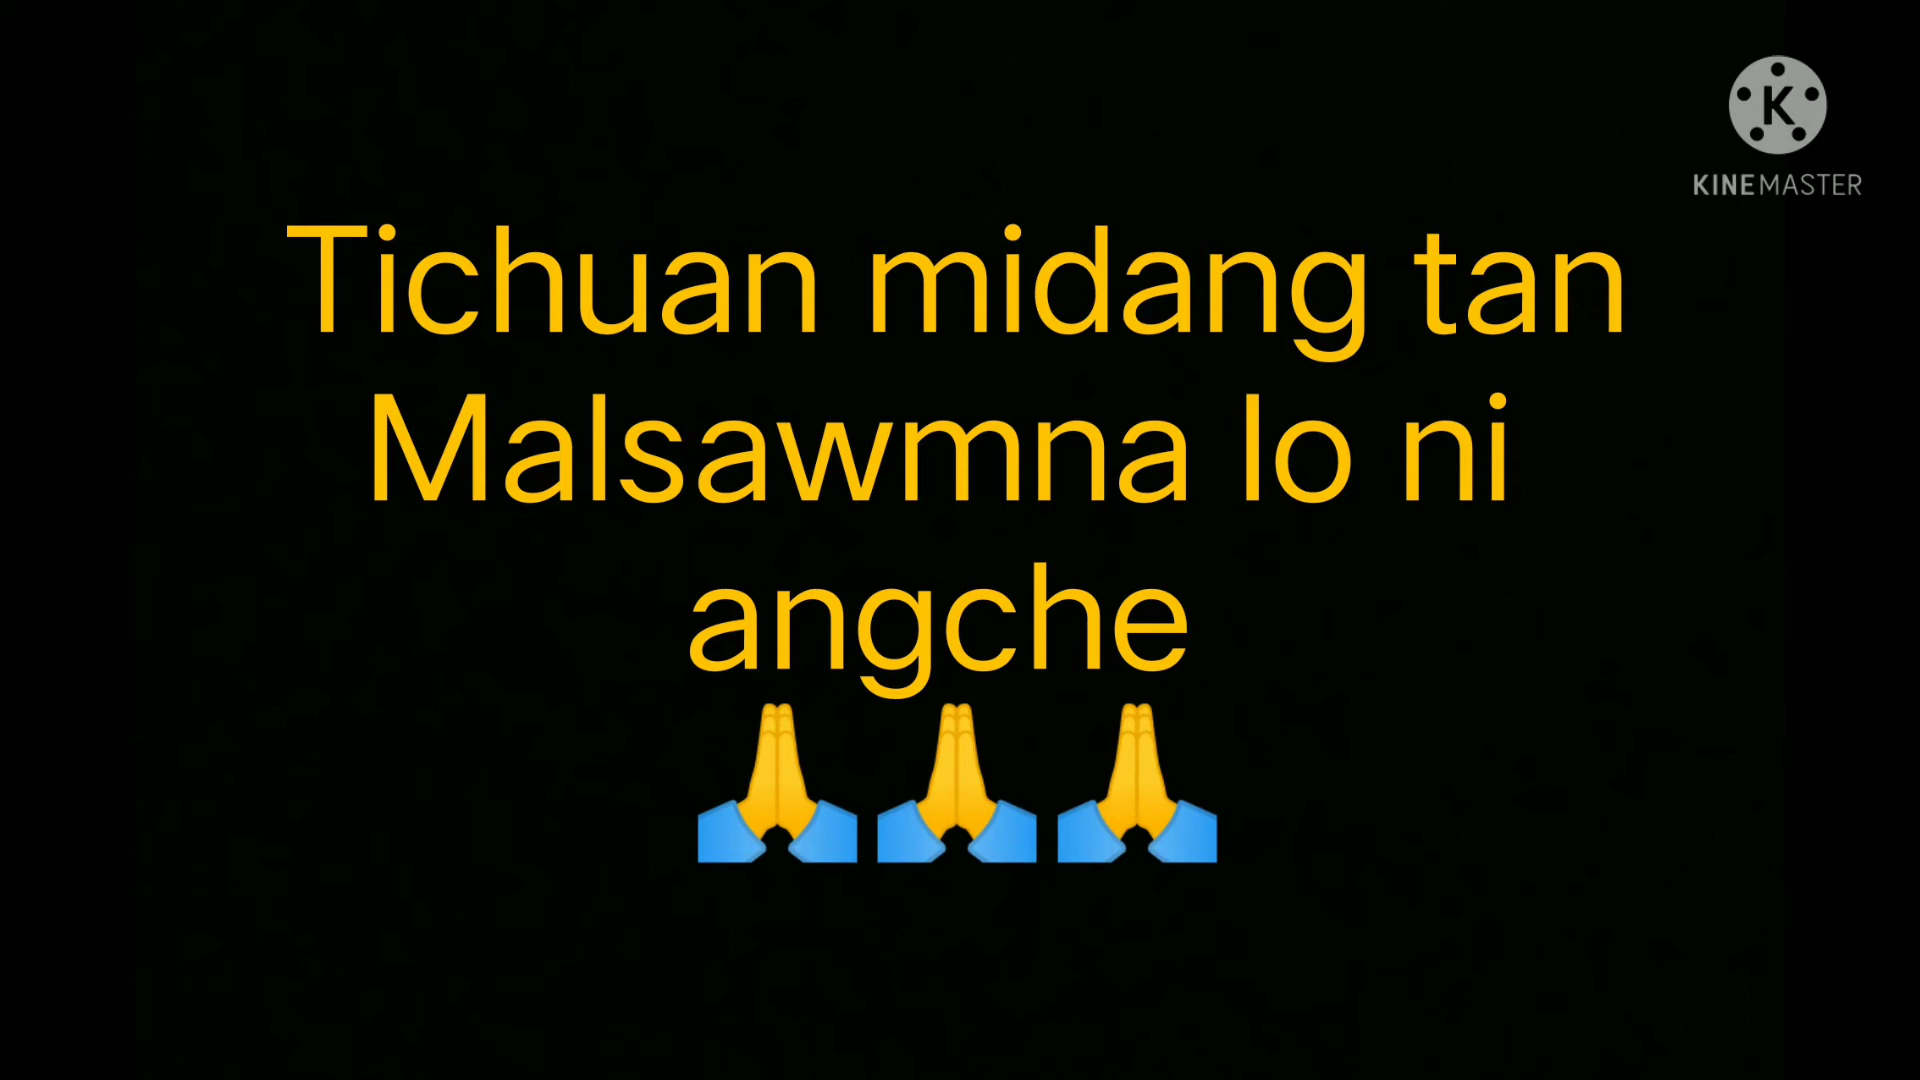 K
KINEMASTER
Tichuan midang tan
Malsawmna lo ni
angche
🙏🙏🙏